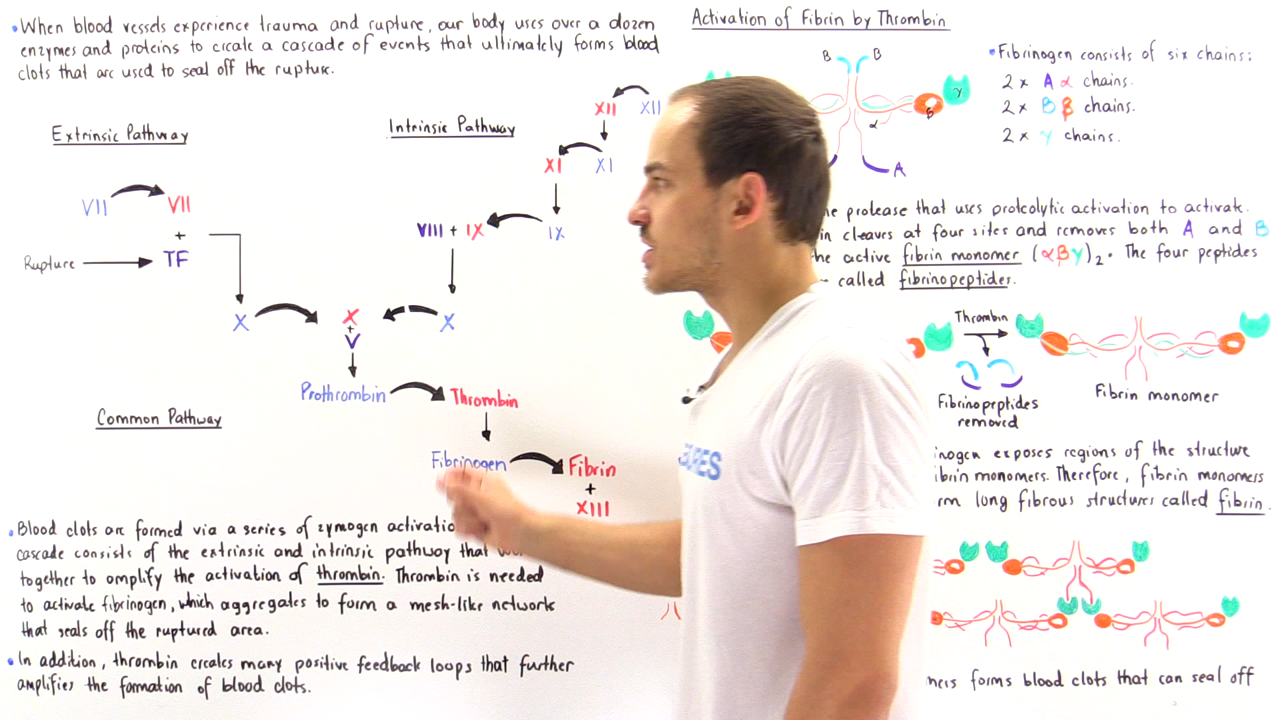 •When blood vessels experience trauma and rupture, our body uses over a dozen
enzymes and proteins to create a cascade of events that ultimately forms blood
clots that are used to seal off the rupture.
Extrinsic Pathway
Intrinsic Pathway
XII XII
XI XI
VII VII
+
TF
Rupture
VIII + IX IX
X X X
+
V
Prothrombin Thrombin
Common Pathway
Fibrinogen Fibrin
+
XIII
•Blood clots are formed via a series of zymogen
cascade consists of the extrinsic and intrinsic pathway that
together to amplify the activation of thrombin. Thrombin is needed
to activate fibrinogen, which aggregates to form a mesh-like network
that seals off the ruptured area.
•In addition, thrombin creates many positive feedback loops that further
amplifies the formation of blood clots.
Activation of Fibrin by Thrombin
B B
γ
β
α
A
•Fibrinogen consists of six chains:
2 x A α chains.
2 x B β chains.
2 x γ chains.
protease that uses proteolytic activation to activate.
cleaves at four sites and removes both A and B
active fibrin monomer (αβγ)2. The four peptides
called fibrinopeptides.
Thrombin
Fibrinopeptides
removed
Fibrin monomer
exposes regions of the structure
monomers. Therefore, fibrin monomers
long fibrous structures called fibrin.
forms blood clots that can seal off
URES